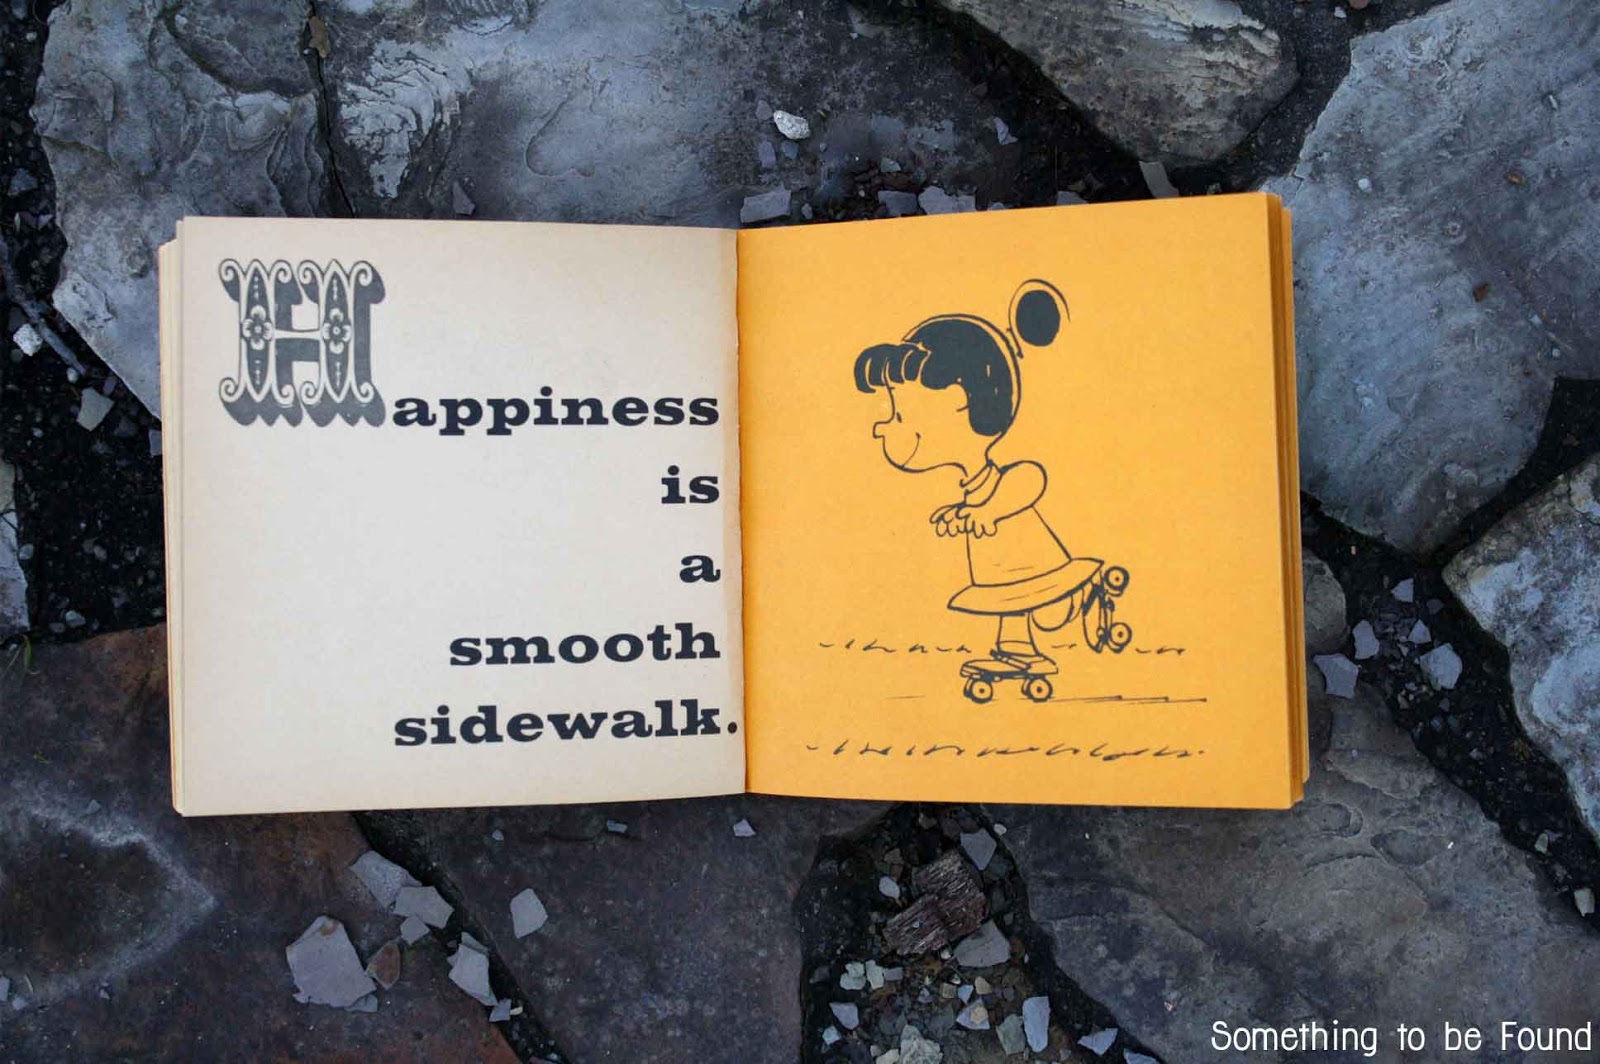 Happiness
is
a
smooth
sidewalk.
Something to be Found